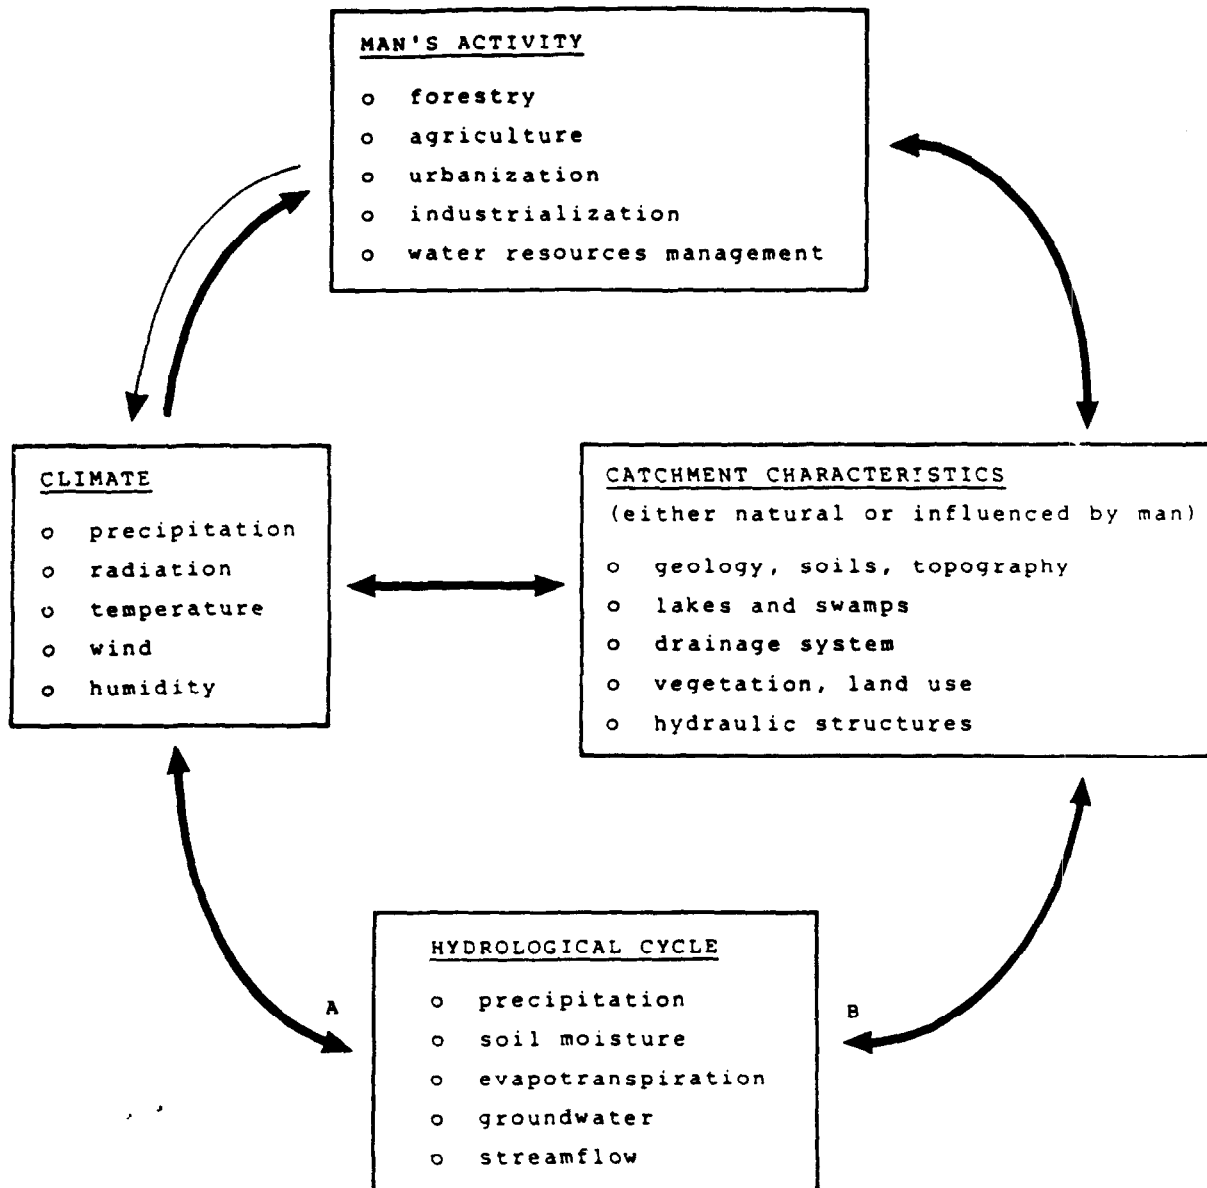 MAN'S ACTIVITY
o forestry
o agriculture
o urbanization
o industrialization
o water resources management
CLIMATE
o precipitation
o radiation
o temperature
o wind
o humidity
CATCHMENT CHARACTERISTICS
(either natural or influenced by man)
o geology, soils, topography
o lakes and swamps
o drainage system
o vegetation, land use
o hydraulic structures
A
B
HYDROLOGICAL CYCLE
o precipitation
o soil moisture
o evapotranspiration
o groundwater
o streamflow